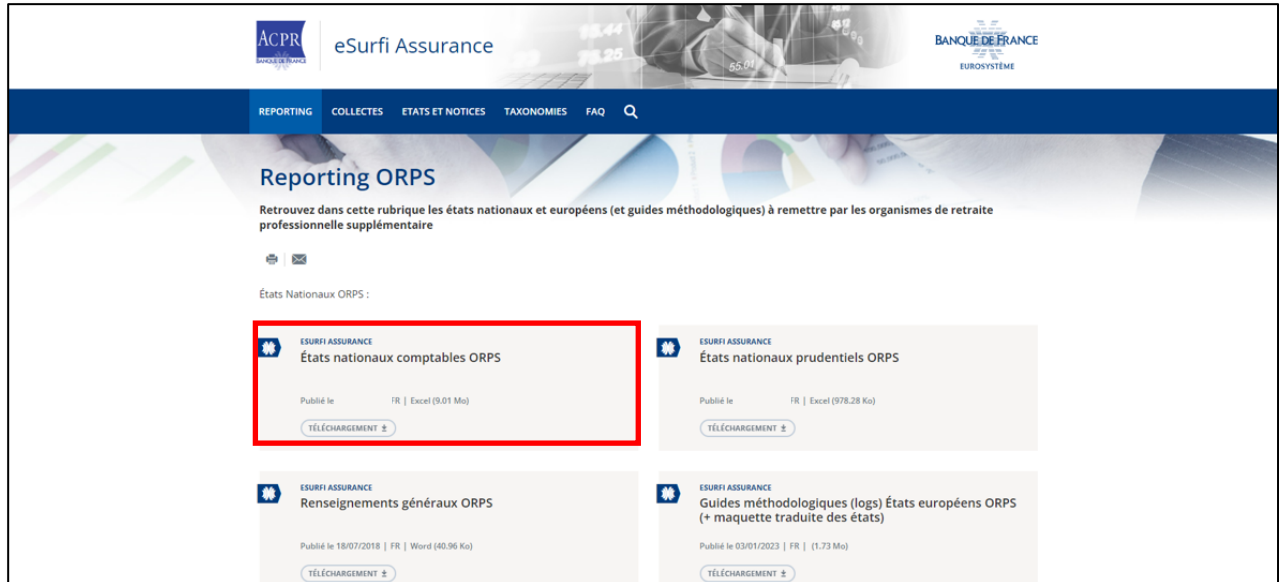 ACPR
BANQUE DE FRANCE
eSurfi Assurance
BANQUE DE FRANCE
EUROSYSTÈME
REPORTING COLLECTES ETATS ET NOTICES TAXONOMIES FAQ
Reporting ORPS
Retrouvez dans cette rubrique les états nationaux et européens (et guides méthodologiques) à remettre par les organismes de retraite
professionnelle supplémentaire
États Nationaux ORPS :
ESURFI ASSURANCE
États nationaux comptables ORPS
Publié le FR | Excel (9.01 Mo)
TÉLÉCHARGEMENT
ESURFI ASSURANCE
États nationaux prudentiels ORPS
Publié le FR | Excel (978.28 Ko)
TÉLÉCHARGEMENT
ESURFI ASSURANCE
Renseignements généraux ORPS
Publié le 18/07/2018 | FR | Word (40.96 Ko)
TÉLÉCHARGEMENT
ESURFI ASSURANCE
Guides méthodologiques (logs) États européens ORPS
(+ maquette traduite des états)
Publié le 03/01/2023 | FR | (1.73 Mo)
TÉLÉCHARGEMENT